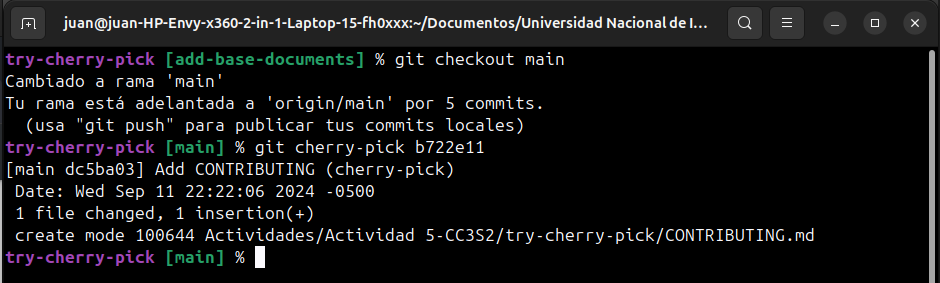 juan@juan-HP-Envy-x360-2-in-1-Laptop-15-fh0xxx:~/Documentos/Universidad Nacional de I...
try-cherry-pick [add-base-documents] % git checkout main
Cambiado a rama 'main'
Tu rama está adelantada a 'origin/main' por 5 commits.
  (usa "git push" para publicar tus commits locales)
try-cherry-pick [main] % git cherry-pick b722e11
[main dc5ba03] Add CONTRIBUTING (cherry-pick)
 Date: Wed Sep 11 22:22:06 2024 -0500
 1 file changed, 1 insertion(+)
 create mode 100644 Actividades/Actividad 5-CC3S2/try-cherry-pick/CONTRIBUTING.md
try-cherry-pick [main] %